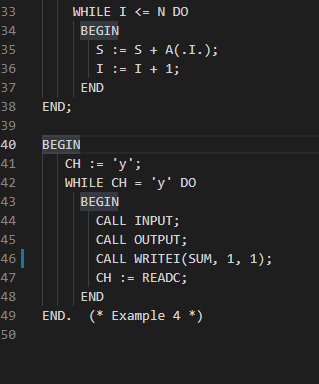 33 WHILE I <= N DO
34 BEGIN
35 S := S + A(.I.);
36 I := I + 1;
37 END
38 END;
39
40 BEGIN
41 CH := 'y';
42 WHILE CH = 'y' DO
43 BEGIN
44 CALL INPUT;
45 CALL OUTPUT;
46 CALL WRITEI(SUM, 1, 1);
47 CH := READC;
48 END
49 END. (* Example 4 *)
50